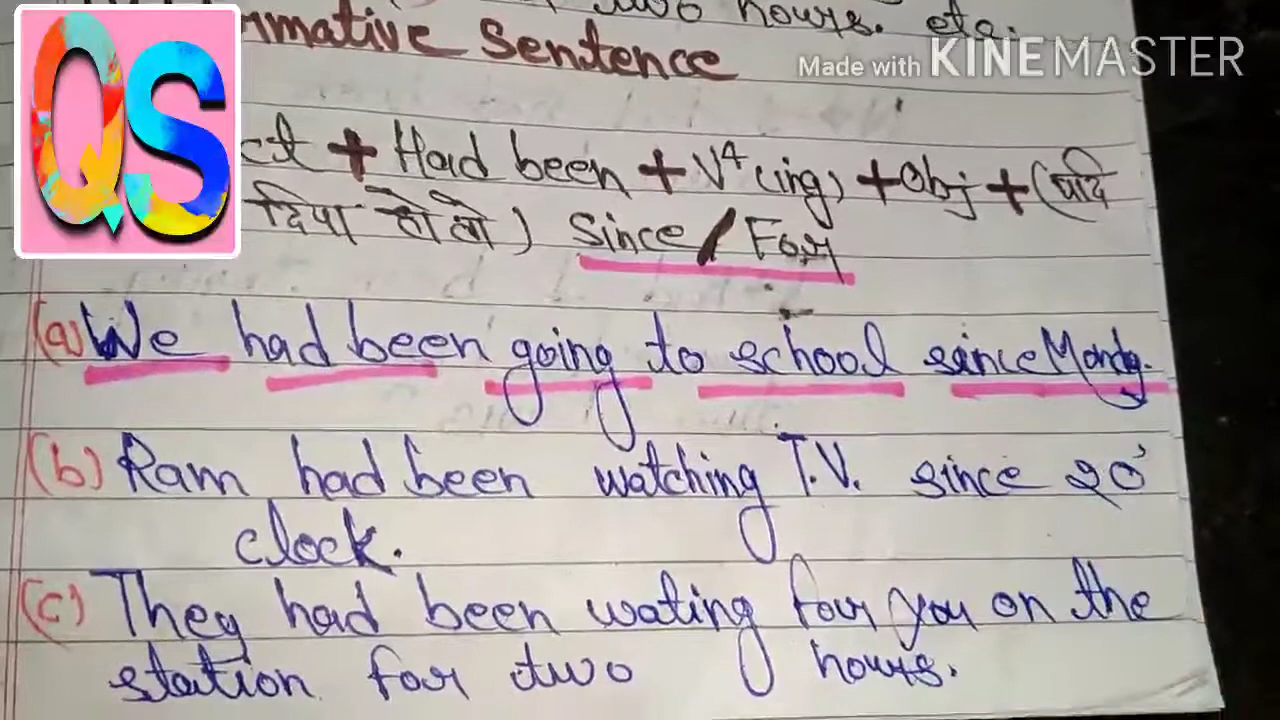 two hours. etc.
Made with KINEMASTER
rmative Sentence
QS
ct + Had been + V4 (ing) + Obj + (यदि
दिया हो तो) Since / For
(a) We had been going to school since Monday.
(b) Ram had been watching T.V. since 2 O'
clock.
(c) They had been wating for you on the
station for two hours.